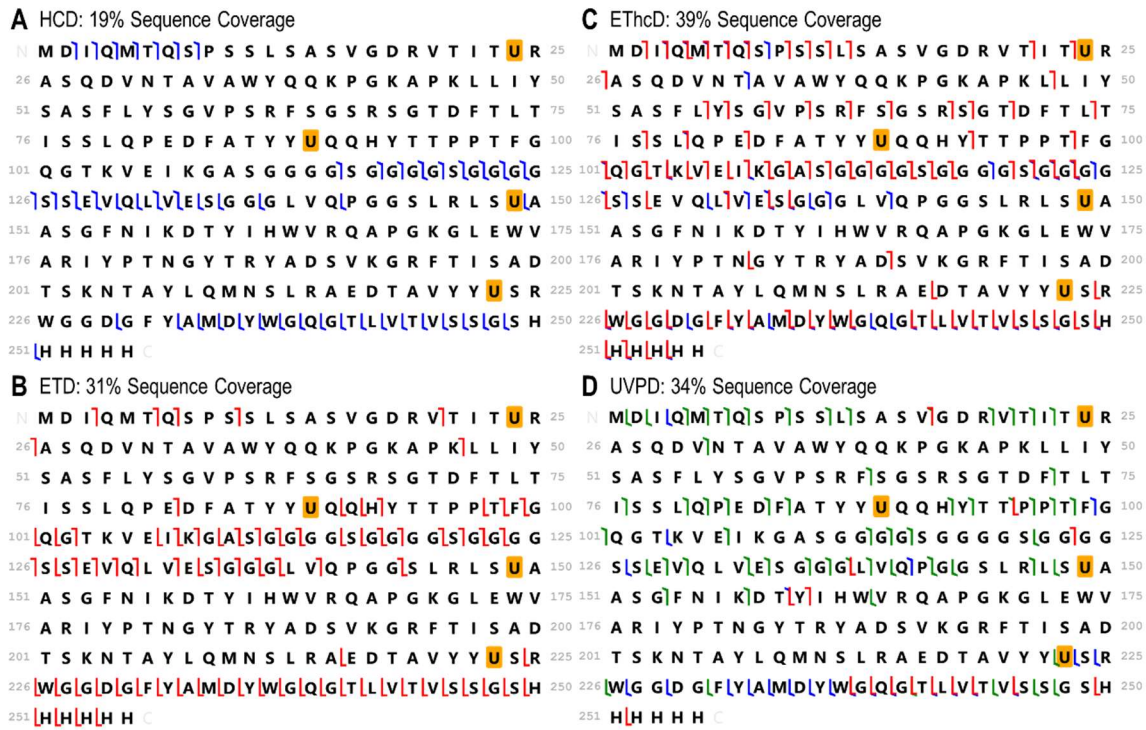 A HCD: 19% Sequence Coverage
N M D I Q M T Q S P S S L S A S V G D R V T I T U R 25
26 A S Q D V N T A V A W Y Q Q K P G K A P K L L I Y 50
51 S A S F L Y S G V P S R F S G S R S G T D F T L T 75
76 I S S L Q P E D F A T Y Y U Q Q H Y T T P P T F G 100
101 Q G T K V E I K G A S G G G G S G G G G S G G G G 125
126 S S E V Q L V E S G G G L V Q P G G S L R L S U A 150
151 A S G F N I K D T Y I H W V R Q A P G K G L E W V 175
176 A R I Y P T N G Y T R Y A D S V K G R F T I S A D 200
201 T S K N T A Y L Q M N S L R A E D T A V Y Y U S R 225
226 W G G D G F Y A M D Y W G Q G T L V T V S S G S H 250
251 H H H H H C
B ETD: 31% Sequence Coverage
N M D I Q M T Q S P S S L S A S V G D R V T I T U R 25
26 A S Q D V N T A V A W Y Q Q K P G K A P K L L I Y 50
51 S A S F L Y S G V P S R F S G S R S G T D F T L T 75
76 I S S L Q P E D F A T Y Y U Q Q H Y T T P P T F G 100
101 Q G T K V E I K G A S G G G G S G G G G S G G G G 125
126 S S E V Q L V E S G G G L V Q P G G S L R L S U A 150
151 A S G F N I K D T Y I H W V R Q A P G K G L E W V 175
176 A R I Y P T N G Y T R Y A D S V K G R F T I S A D 200
201 T S K N T A Y L Q M N S L R A E D T A V Y Y U S R 225
226 W G G D G F Y A M D Y W G Q G T L V T V S S G S H 250
251 H H H H H C
C EThcD: 39% Sequence Coverage
N M D I Q M T Q S P S S L S A S V G D R V T I T U R 25
26 A S Q D V N T A V A W Y Q Q K P G K A P K L L I Y 50
51 S A S F L Y S G V P S R F S G S R S G T D F T L T 75
76 I S S L Q P E D F A T Y Y U Q Q H Y T T P P T F G 100
101 Q G T K V E I K G A S G G G G S G G G G S G G G G 125
126 S S E V Q L V E S G G G L V Q P G G S L R L S U A 150
151 A S G F N I K D T Y I H W V R Q A P G K G L E W V 175
176 A R I Y P T N G Y T R Y A D S V K G R F T I S A D 200
201 T S K N T A Y L Q M N S L R A E D T A V Y Y U S R 225
226 W G G D G F Y A M D Y W G Q G T L V T V S S G S H 250
251 H H H H H C
D UVPD: 34% Sequence Coverage
N M D I Q M T Q S P S S L S A S V G D R V T I T U R 25
26 A S Q D V N T A V A W Y Q Q K P G K A P K L L I Y 50
51 S A S F L Y S G V P S R F S G S R S G T D F T L T 75
76 I S S L Q P E D F A T Y Y U Q Q H Y T T P P T F G 100
101 Q G T K V E I K G A S G G G G S G G G G S G G G G 125
126 S S E V Q L V E S G G G L V Q P G G S L R L S U A 150
151 A S G F N I K D T Y I H W V R Q A P G K G L E W V 175
176 A R I Y P T N G Y T R Y A D S V K G R F T I S A D 200
201 T S K N T A Y L Q M N S L R A E D T A V Y Y U S R 225
226 W G G D G F Y A M D Y W G Q G T L V T V S S G S H 250
251 H H H H H C